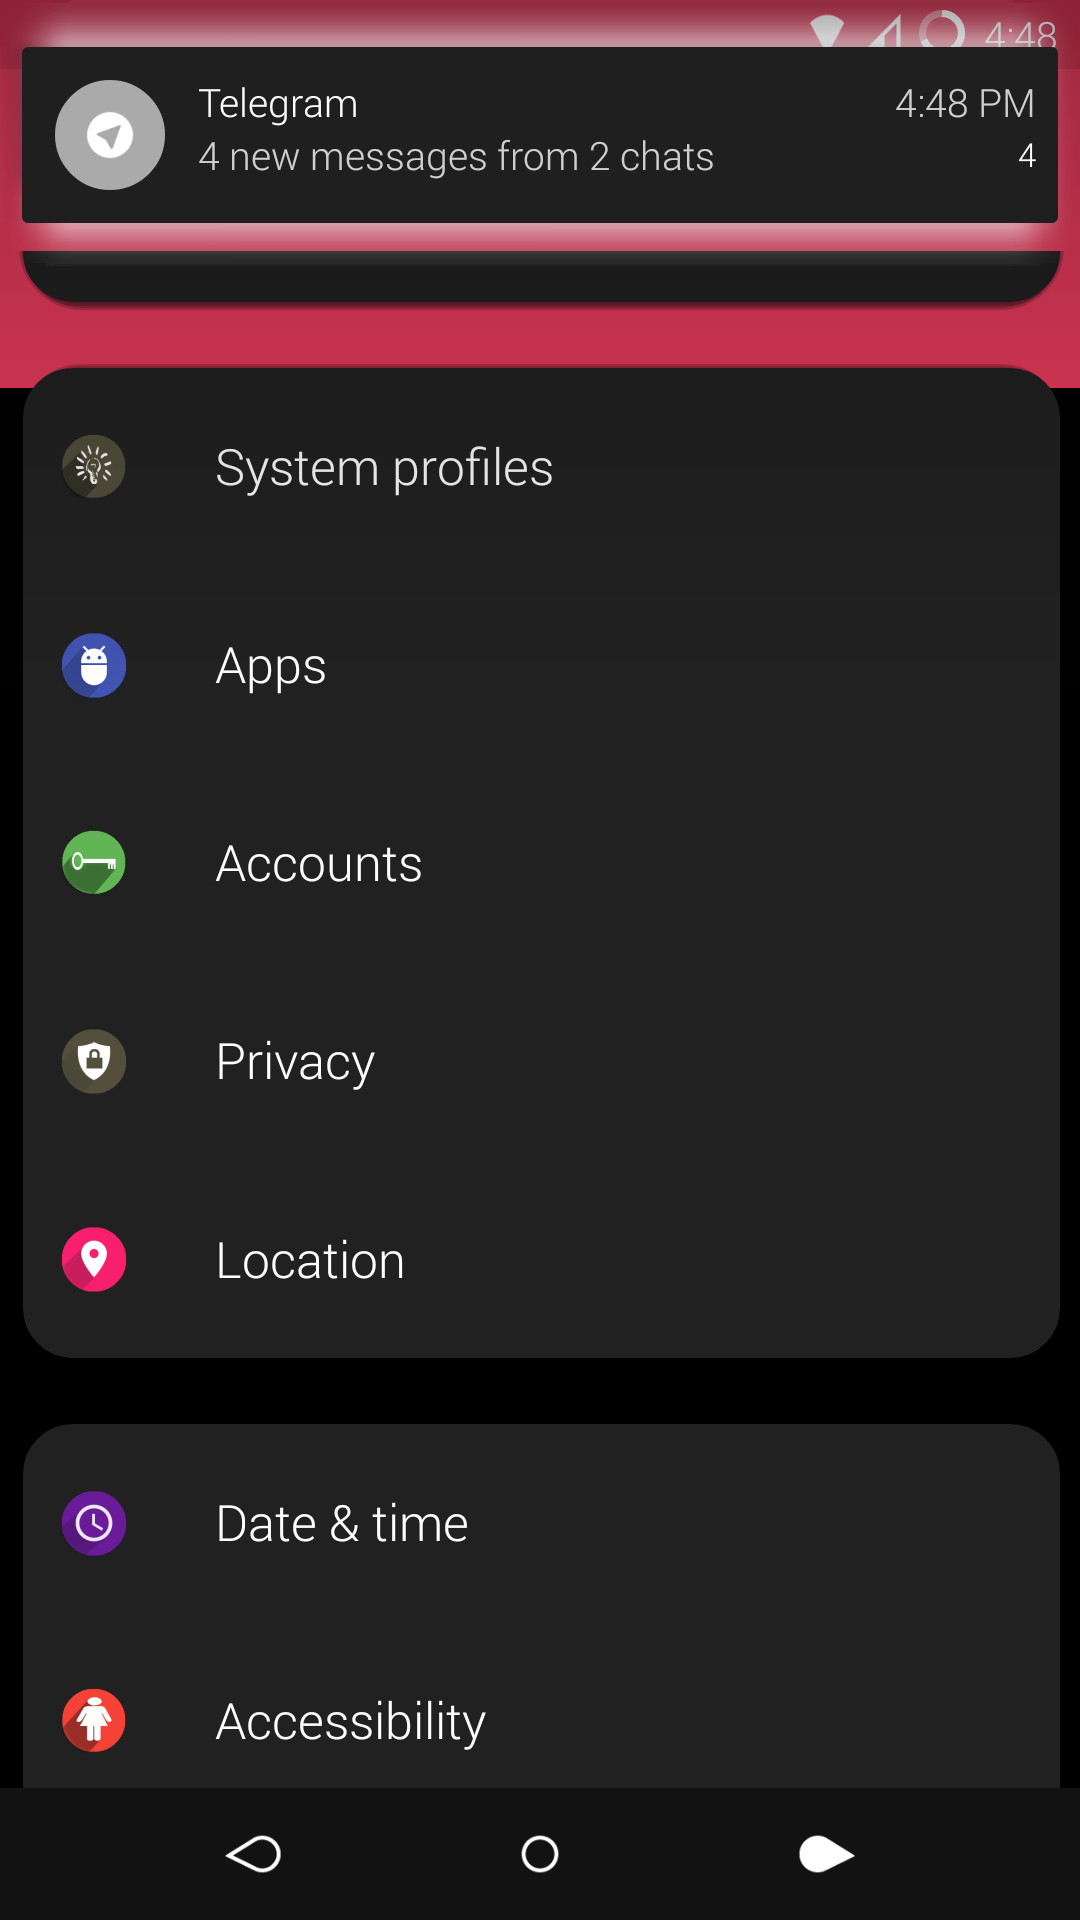 4:48
Telegram 4:48 PM
4 new messages from 2 chats 4
System profiles
Apps
Accounts
Privacy
Location
Date & time
Accessibility